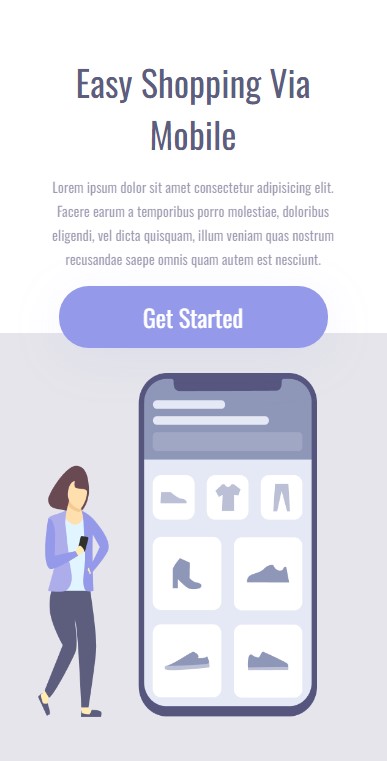 Easy Shopping Via
Mobile
Lorem ipsum dolor sit amet consectetur adipisicing elit.
Facere earum a temporibus porro molestiae, doloribus
eligendi, vel dicta quisquam, illum veniam quas nostrum
recusandae saepe omnis quam autem est nesciunt.
Get Started